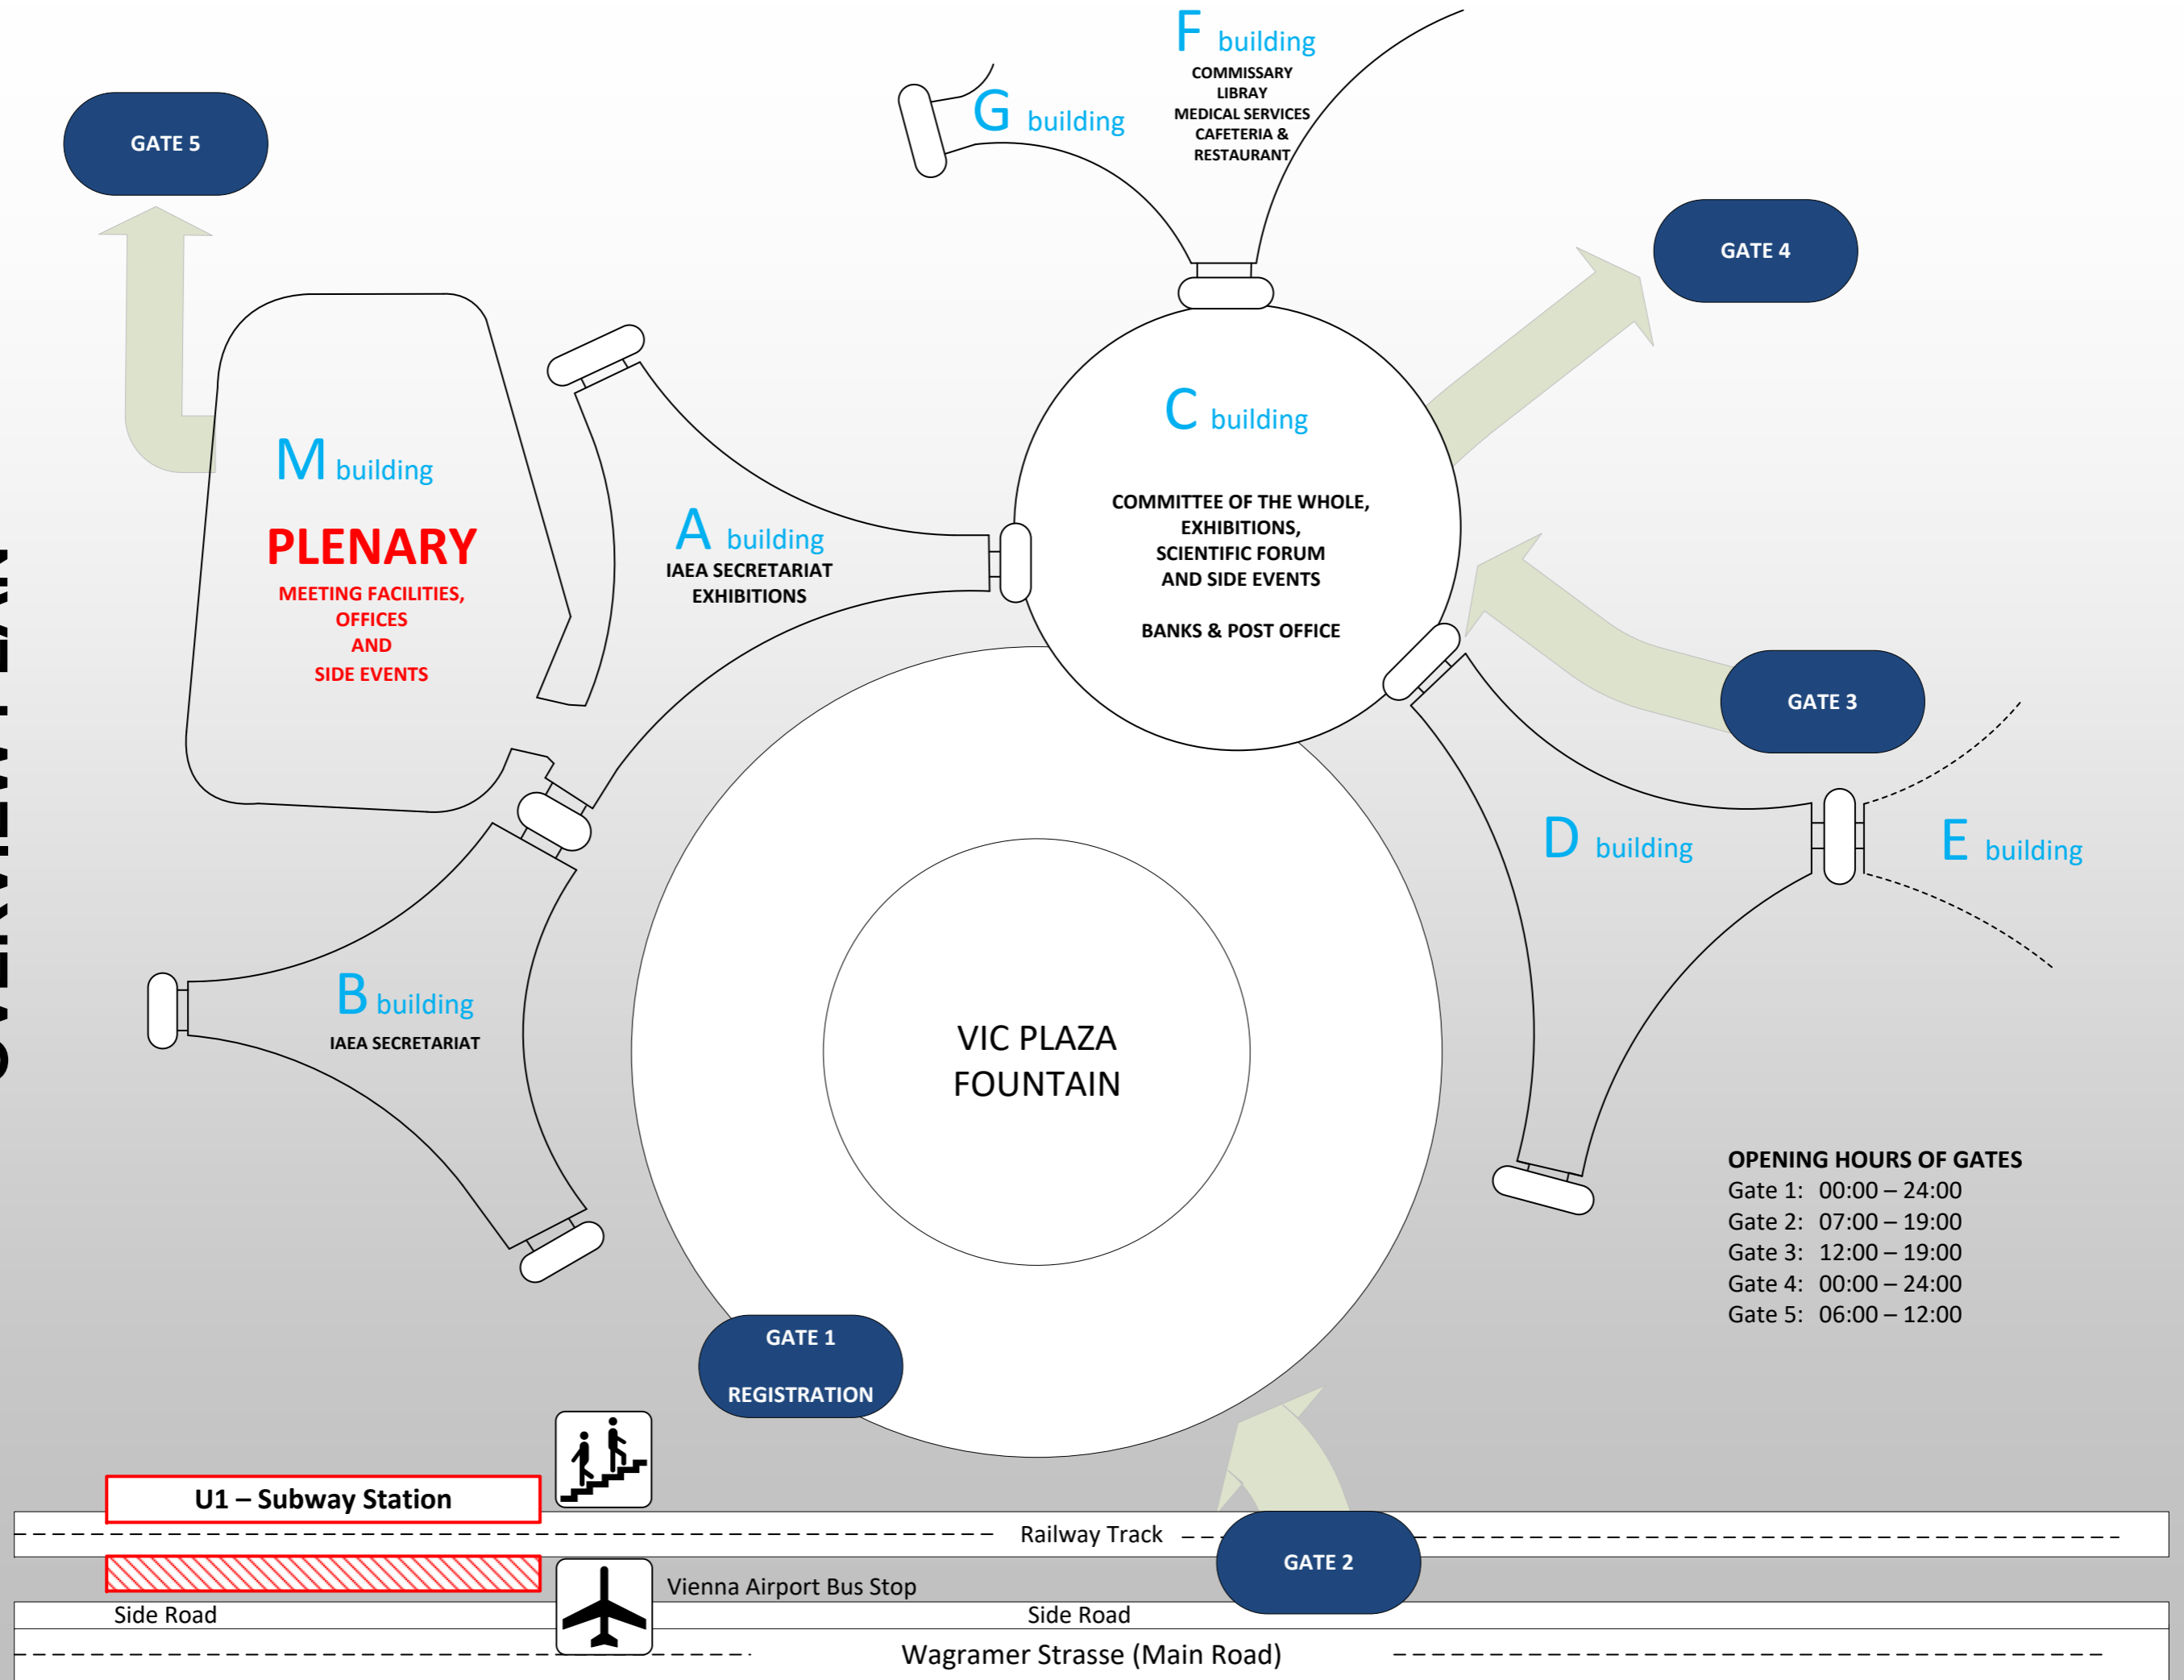 OVERVIEW PLAN
F building
COMMISSARY
LIBRAY
MEDICAL SERVICES
CAFETERIA &
RESTAURANT
G building
GATE 5
GATE 4
C building
COMMITTEE OF THE WHOLE,
EXHIBITIONS,
SCIENTIFIC FORUM
AND SIDE EVENTS
BANKS & POST OFFICE
M building
PLENARY
MEETING FACILITIES,
OFFICES
AND
SIDE EVENTS
A building
IAEA SECRETARIAT
EXHIBITIONS
GATE 3
D building
E building
B building
IAEA SECRETARIAT
VIC PLAZA
FOUNTAIN
OPENING HOURS OF GATES
Gate 1: 00:00 – 24:00
Gate 2: 07:00 – 19:00
Gate 3: 12:00 – 19:00
Gate 4: 00:00 – 24:00
Gate 5: 06:00 – 12:00
GATE 1
REGISTRATION
U1 – Subway Station
Railway Track
GATE 2
Vienna Airport Bus Stop
Side Road
Side Road
Wagramer Strasse (Main Road)